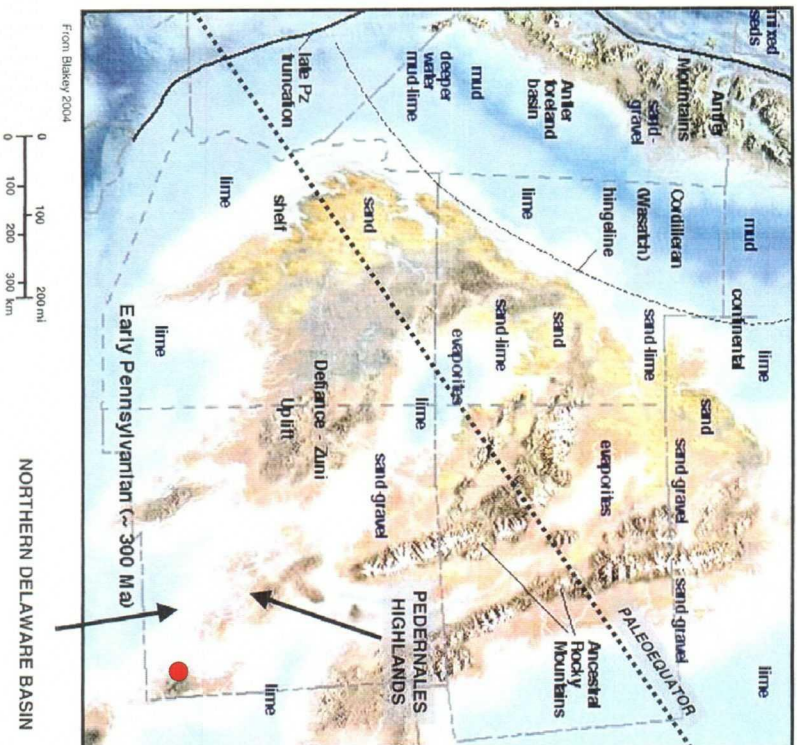 mixed
seds
mud
continental
lime
lime
Antler
Mountains
sand
sand-gravel
sand-gravel
sand-
gravel
Cordilleran
(Wasatch)
hingeline
sand-lime
PALEOEQUATOR
evaporites
Ancestral
Rocky
Mountains
Antler
foreland
basin
sand
lime
sand-lime
mud
deeper
water
mud-lime
evaporites
lime
PEDERNALES
HIGHLANDS
sand-gravel
sand
Defiance - Zuni
Uplift
late Pz
truncation
shelf
lime
lime
lime
Early Pennsylvanian (~ 300 Ma)
From Blakey 2004
0 100 200 mi
0 100 200 300 km
NORTHERN DELAWARE BASIN